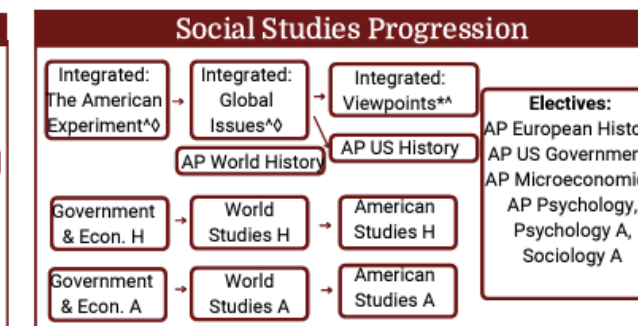 Social Studies Progression
Integrated:
The American
Experiment^◊
Integrated:
Global
Issues^◊
Integrated:
Viewpoints*^
AP World History
AP US History
Government
& Econ. H
World
Studies H
American
Studies H
Government
& Econ. A
World
Studies A
American
Studies A
Electives:
AP European Histo
AP US Governmen
AP Microeconomic
AP Psychology,
Psychology A,
Sociology A